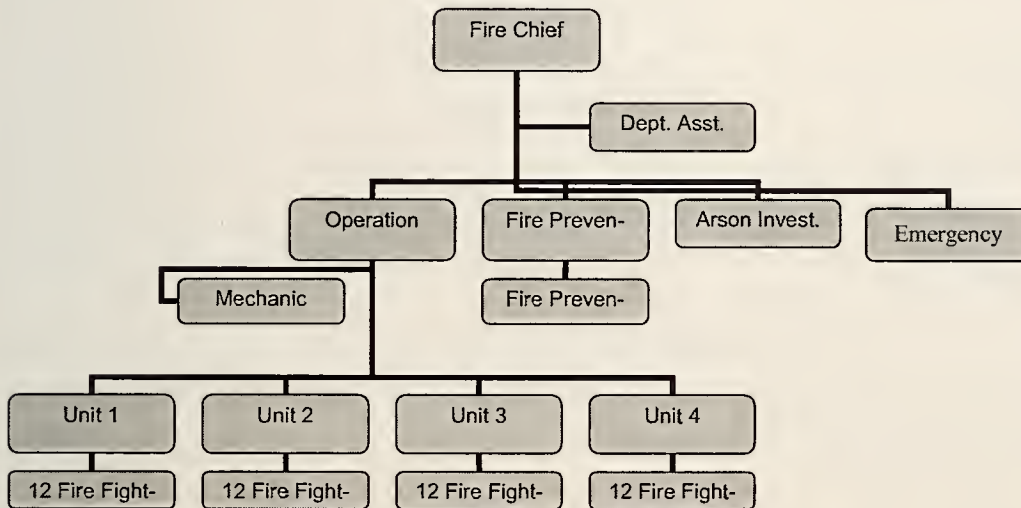 Fire Chief
Dept. Asst.
Operation
Fire Preven-
Arson Invest.
Emergency
Mechanic
Fire Preven-
Unit 1
Unit 2
Unit 3
Unit 4
12 Fire Fight-
12 Fire Fight-
12 Fire Fight-
12 Fire Fight-